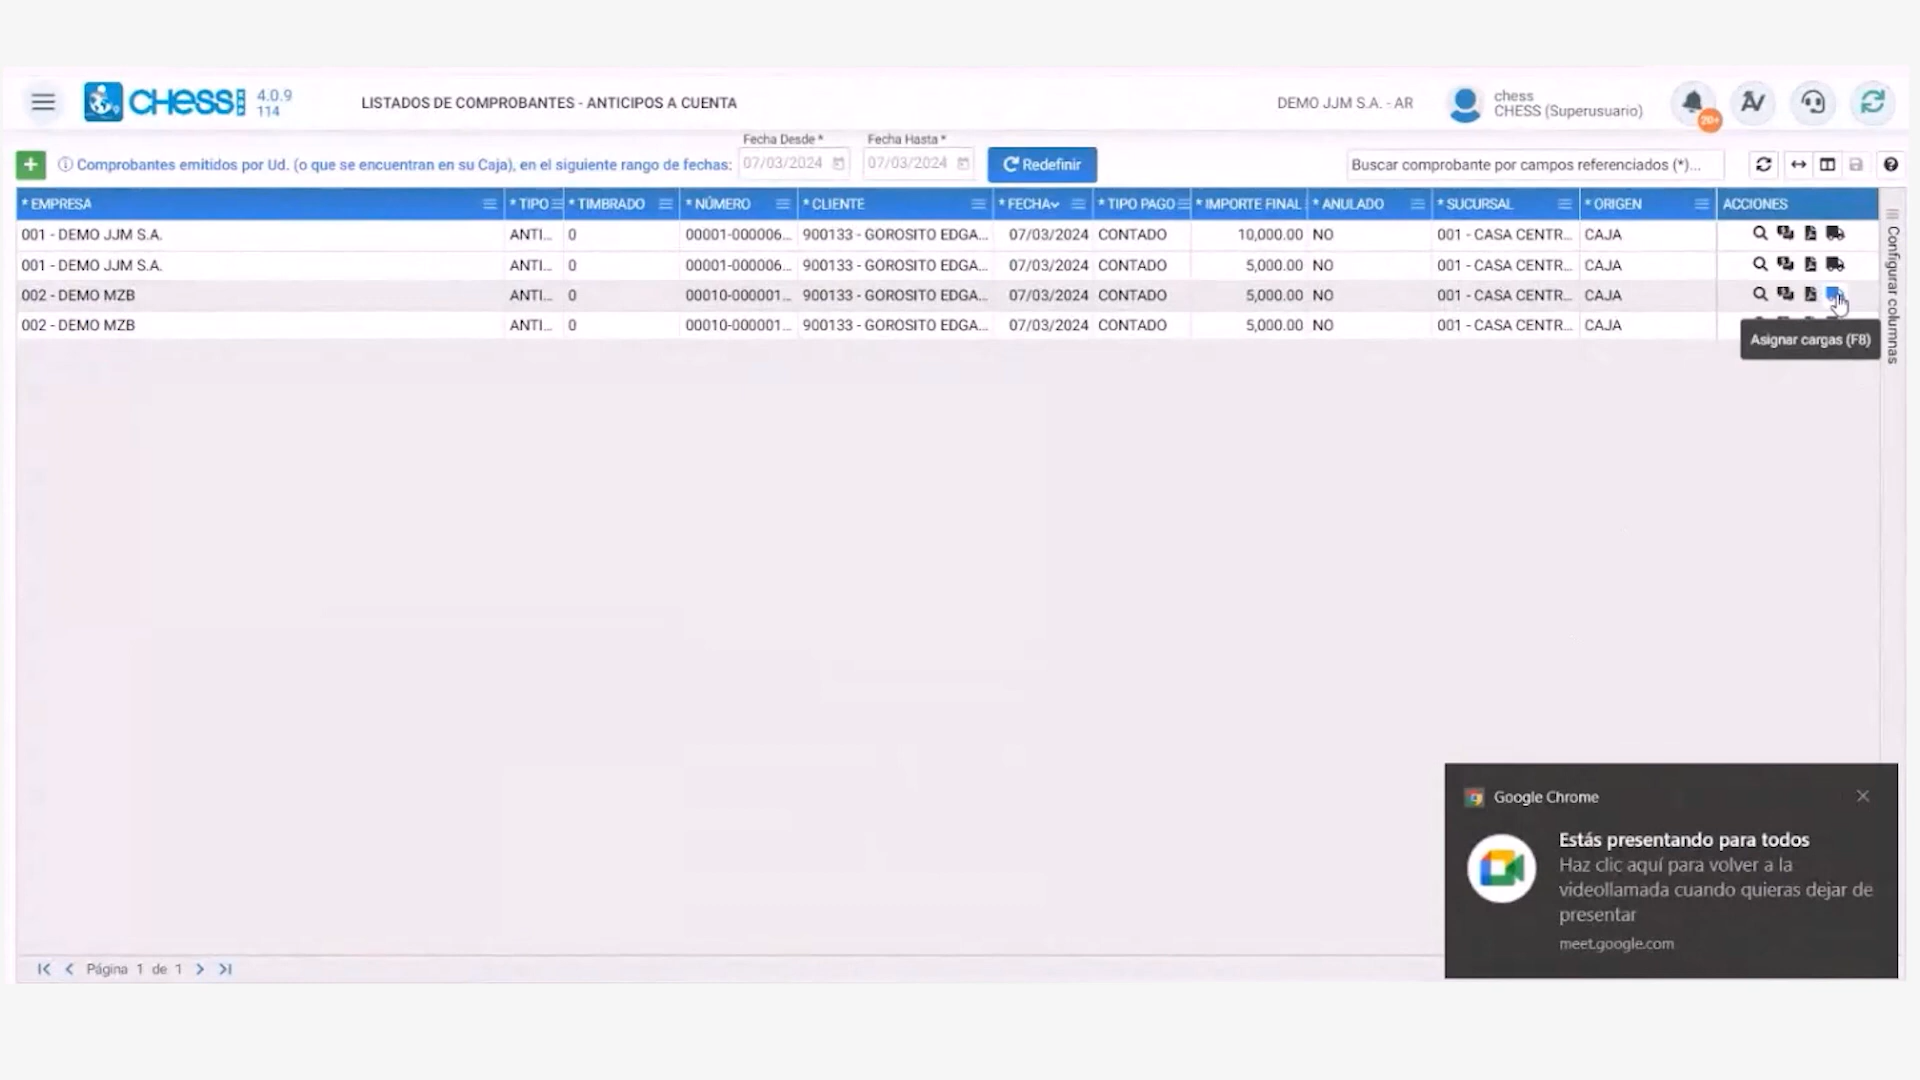 CHESS 4.0.9
114
LISTADOS DE COMPROBANTES - ANTICIPOS A CUENTA
DEMO JJM S.A. - AR
chess
CHESS (Superusuario)
20+
Fecha Desde * Fecha Hasta *
+ Comprobantes emitidos por Ud. (o que se encuentran en su Caja), en el siguiente rango de fechas: 07/03/2024 07/03/2024 Redefinir
Buscar comprobante por campos referenciados (*)...
* EMPRESA * TIPO * TIMBRADO * NÚMERO * CLIENTE * FECHA * TIPO PAGO * IMPORTE FINAL * ANULADO * SUCURSAL * ORIGEN ACCIONES
001 - DEMO JJM S.A. ANTI... 0 00001-000006... 900133 - GOROSITO EDGA... 07/03/2024 CONTADO 10,000.00 NO 001 - CASA CENTR... CAJA
001 - DEMO JJM S.A. ANTI... 0 00001-000006... 900133 - GOROSITO EDGA... 07/03/2024 CONTADO 5,000.00 NO 001 - CASA CENTR... CAJA
002 - DEMO MZB ANTI... 0 00010-000001... 900133 - GOROSITO EDGA... 07/03/2024 CONTADO 5,000.00 NO 001 - CASA CENTR... CAJA
002 - DEMO MZB ANTI... 0 00010-000001... 900133 - GOROSITO EDGA... 07/03/2024 CONTADO 5,000.00 NO 001 - CASA CENTR... CAJA
Asignar cargas (F8)
Configurar columnas
Google Chrome
Estás presentando para todos
Haz clic aquí para volver a la
videollamada cuando quieras dejar de
presentar
meet.google.com
Página 1 de 1